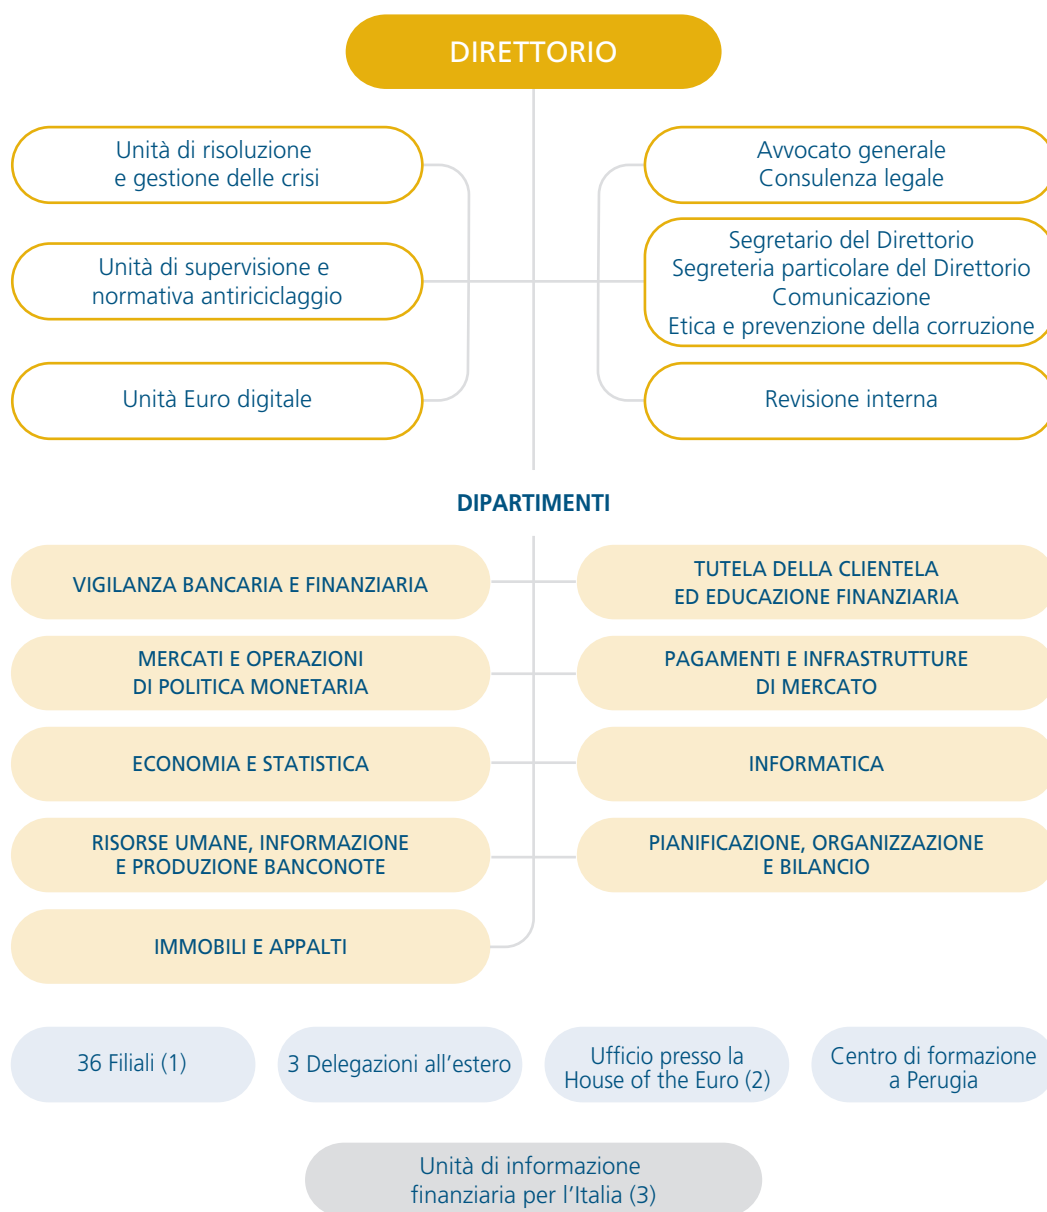 DIRETTORIO
Unità di risoluzione
e gestione delle crisi
Avvocato generale
Consulenza legale
Unità di supervisione e
normativa antiriciclaggio
Segretario del Direttorio
Segreteria particolare del Direttorio
Comunicazione
Etica e prevenzione della corruzione
Unità Euro digitale
Revisione interna
DIPARTIMENTI
VIGILANZA BANCARIA E FINANZIARIA
TUTELA DELLA CLIENTELA
ED EDUCAZIONE FINANZIARIA
MERCATI E OPERAZIONI
DI POLITICA MONETARIA
PAGAMENTI E INFRASTRUTTURE
DI MERCATO
ECONOMIA E STATISTICA
INFORMATICA
RISORSE UMANE, INFORMAZIONE
E PRODUZIONE BANCONOTE
PIANIFICAZIONE, ORGANIZZAZIONE
E BILANCIO
IMMOBILI E APPALTI
36 Filiali (1)
3 Delegazioni all’estero
Ufficio presso la
House of the Euro (2)
Centro di formazione
a Perugia
Unità di informazione
finanziaria per l’Italia (3)